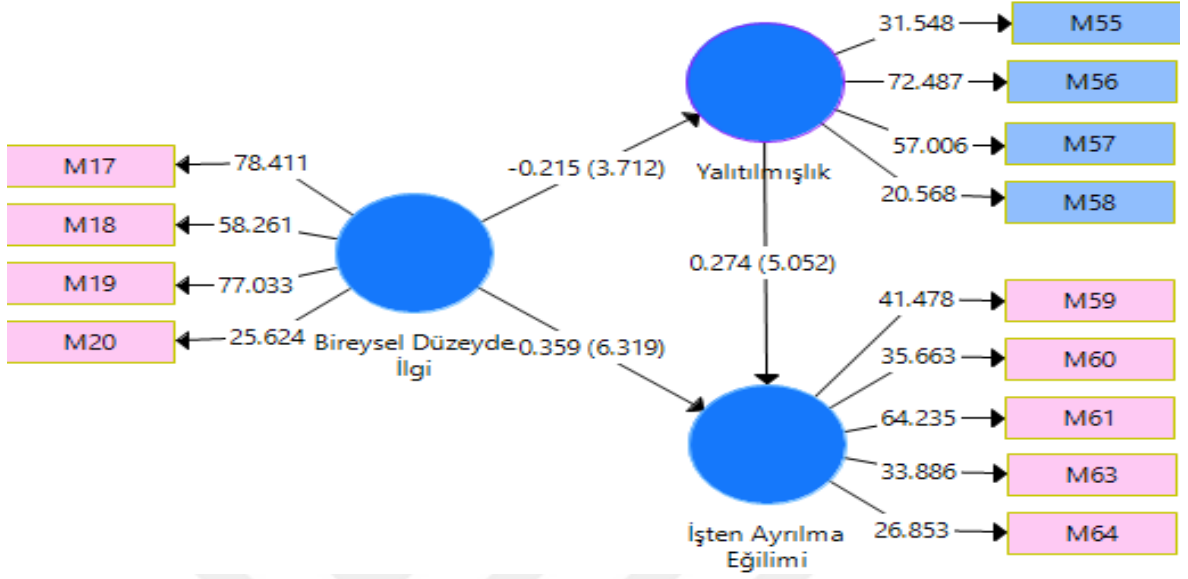 31.548
M55
72.487
M56
57.006
M57
20.568
M58
Yalıtılmışlık
-0.215 (3.712)
M17
78.411
M18
58.261
M19
77.033
M20
25.624
Bireysel Düzeyde
İlgi
0.274 (5.052)
0.359 (6.319)
41.478
M59
35.663
M60
64.235
M61
33.886
M63
26.853
M64
İşten Ayrılma
Eğilimi